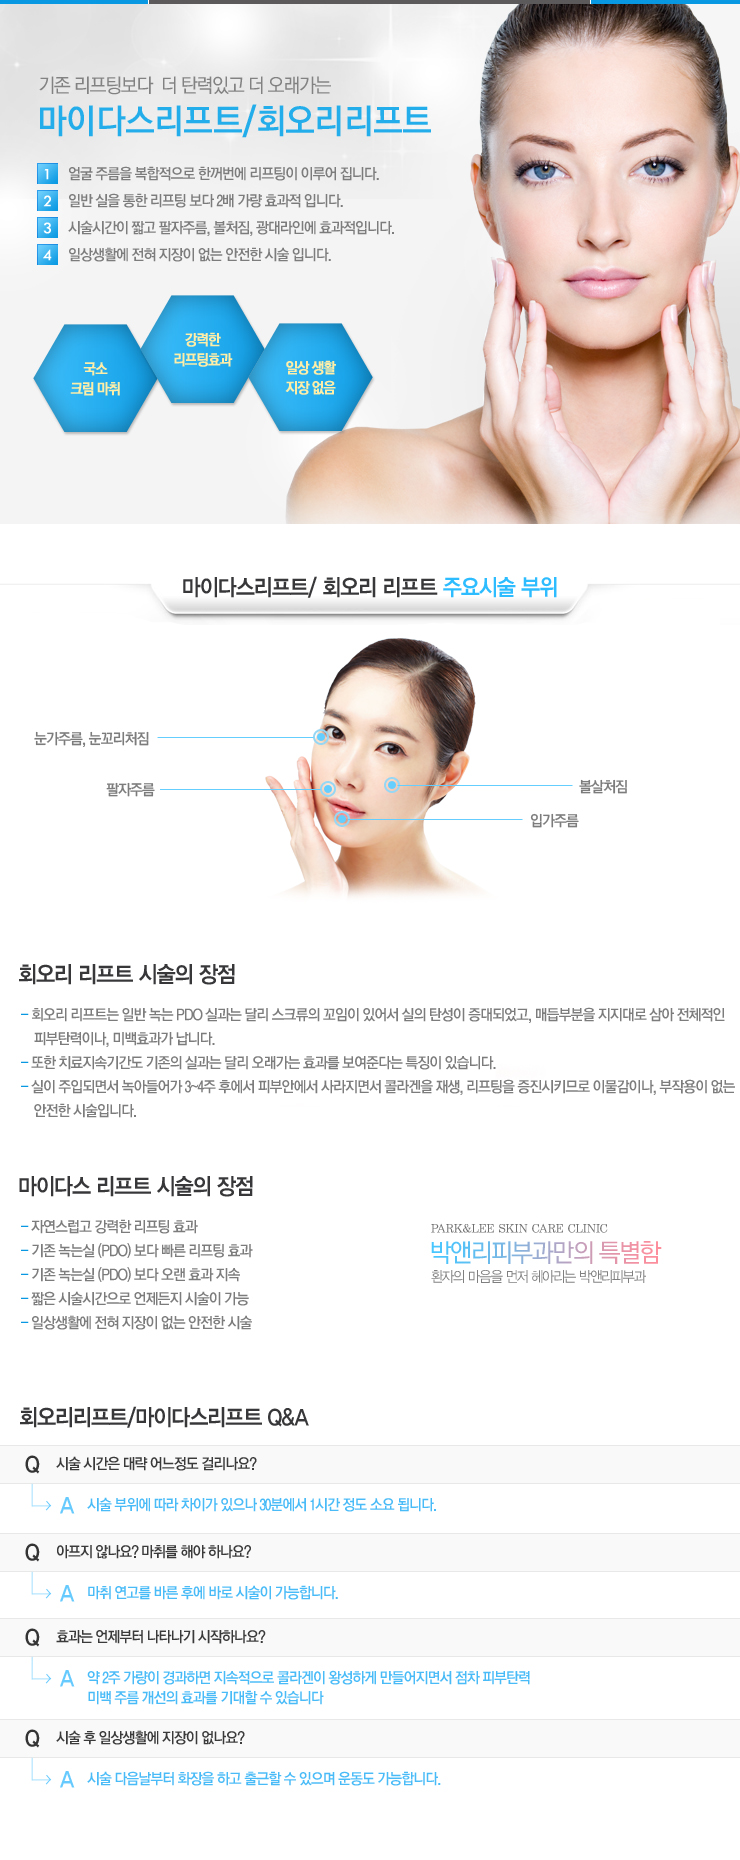 기존 리프팅보다 더 탄력있고 더 오래가는
마이다스리프트/회오리리프트
1 얼굴 주름을 복합적으로 한꺼번에 리프팅이 이루어 집니다.
2 일반 실을 통한 리프팅 보다 2배 가량 효과적 입니다.
3 시술시간이 짧고 팔자주름, 볼처짐, 광대라인에 효과적입니다.
4 일상생활에 전혀 지장이 없는 안전한 시술 입니다.
국소
크림 마취
강력한
리프팅효과
일상 생활
지장 없음
마이다스리프트/ 회오리 리프트 주요시술 부위
눈가주름, 눈꼬리처짐
팔자주름
볼살처짐
입가주름
회오리 리프트 시술의 장점
- 회오리 리프트는 일반 녹는 PDO 실과는 달리 스크류의 꼬임이 있어서 실의 탄성이 증대되었고, 매듭부분을 지지대로 삼아 전체적인
피부탄력이나, 미백효과가 납니다.
- 또한 치료지속기간도 기존의 실과는 달리 오래가는 효과를 보여준다는 특징이 있습니다.
- 실이 주입되면서 녹아들어가 3~4주 후에서 피부안에서 사라지면서 콜라겐을 재생, 리프팅을 증진시키므로 이물감이나, 부작용이 없는
안전한 시술입니다.
마이다스 리프트 시술의 장점
- 자연스럽고 강력한 리프팅 효과
- 기존 녹는실 (PDO) 보다 빠른 리프팅 효과
- 기존 녹는실 (PDO) 보다 오랜 효과 지속
- 짧은 시술시간으로 언제든지 시술이 가능
- 일상생활에 전혀 지장이 없는 안전한 시술
PARK&LEE SKIN CARE CLINIC
박앤리피부과만의 특별함
환자의 마음을 먼저 헤아리는 박앤리피부과
회오리리프트/마이다스리프트 Q&A
Q 시술 시간은 대략 어느정도 걸리나요?
A 시술 부위에 따라 차이가 있으나 30분에서 1시간 정도 소요 됩니다.
Q 아프지 않나요? 마취를 해야 하나요?
A 마취 연고를 바른 후에 바로 시술이 가능합니다.
Q 효과는 언제부터 나타나기 시작하나요?
A 약 2주 가량이 경과하면 지속적으로 콜라겐이 왕성하게 만들어지면서 점차 피부탄력
미백 주름 개선의 효과를 기대할 수 있습니다
Q 시술 후 일상생활에 지장이 없나요?
A 시술 다음날부터 화장을 하고 출근할 수 있으며 운동도 가능합니다.